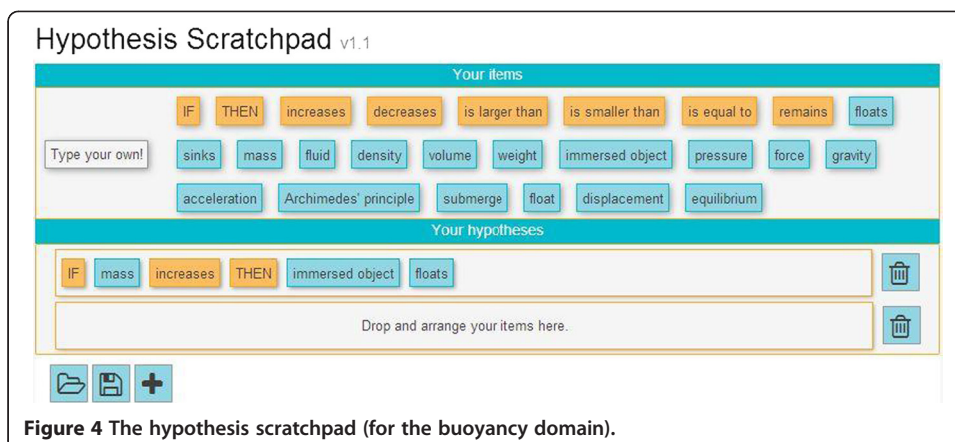 Hypothesis Scratchpad v1.1
Your items
IF THEN increases decreases is larger than is smaller than is equal to remains floats
Type your own! sinks mass fluid density volume weight immersed object pressure force gravity
acceleration Archimedes' principle submerge float displacement equilibrium
Your hypotheses
IF mass increases THEN immersed object floats
Drop and arrange your items here.
Figure 4 The hypothesis scratchpad (for the buoyancy domain).